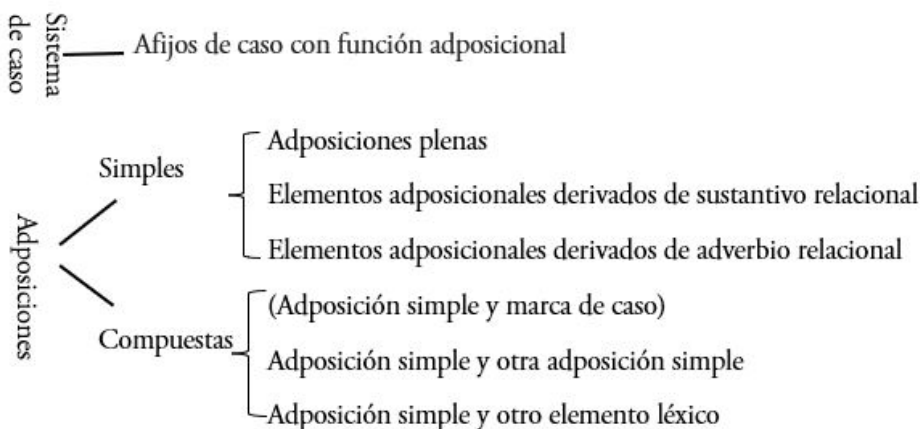 Sistema
de caso
Afijos de caso con función adposicional
Adposiciones
Simples
Adposiciones plenas
Elementos adposicionales derivados de sustantivo relacional
Elementos adposicionales derivados de adverbio relacional
Compuestas
(Adposición simple y marca de caso)
Adposición simple y otra adposición simple
Adposición simple y otro elemento léxico